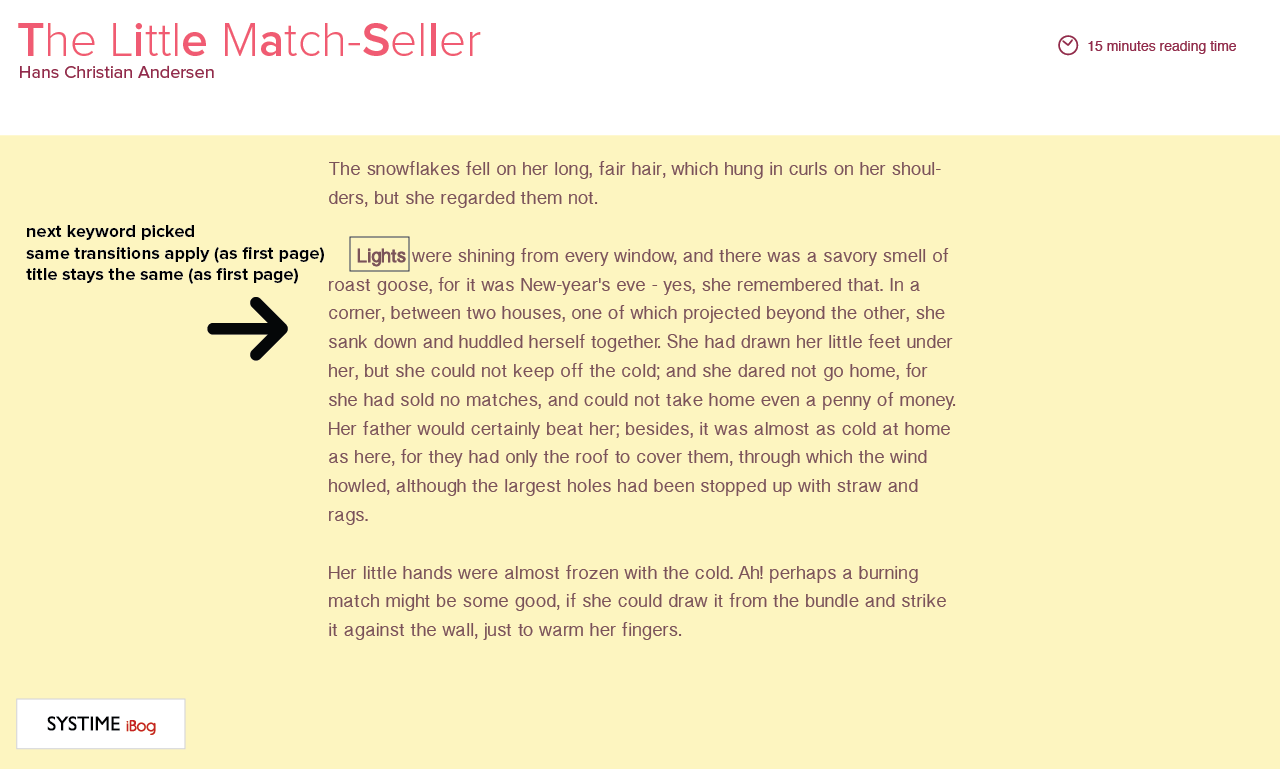 The Little Match-Seller
Hans Christian Andersen
15 minutes reading time
The snowflakes fell on her long, fair hair, which hung in curls on her shoul-
ders, but she regarded them not.
next keyword picked
same transitions apply (as first page)
title stays the same (as first page)
Lights were shining from every window, and there was a savory smell of
roast goose, for it was New-year's eve - yes, she remembered that. In a
corner, between two houses, one of which projected beyond the other, she
sank down and huddled herself together. She had drawn her little feet under
her, but she could not keep off the cold; and she dared not go home, for
she had sold no matches, and could not take home even a penny of money.
Her father would certainly beat her; besides, it was almost as cold at home
as here, for they had only the roof to cover them, through which the wind
howled, although the largest holes had been stopped up with straw and
rags.
Her little hands were almost frozen with the cold. Ah! perhaps a burning
match might be some good, if she could draw it from the bundle and strike
it against the wall, just to warm her fingers.
SYSTIME iBog